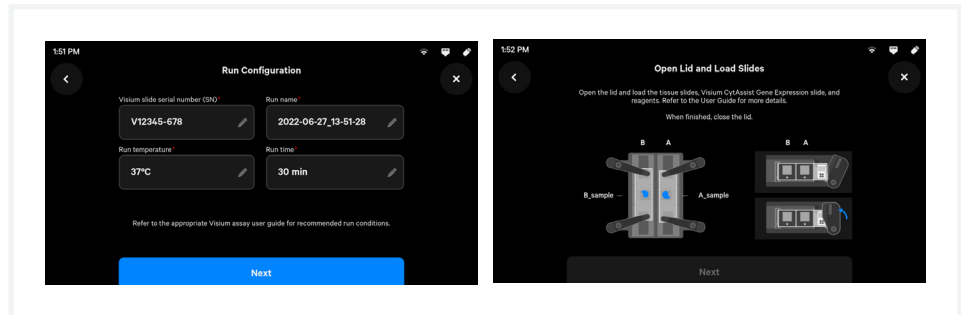 1:51 PM
Run Configuration
Visium slide serial number (SN)*
Run name*
V12345-678
2022-06-27_13-51-28
Run temperature*
Run time*
37°C
30 min
Refer to the appropriate Visium assay user guide for recommended run conditions.
Next
1:52 PM
Open Lid and Load Slides
Open the lid and load the tissue slides, Visium CytAssist Gene Expression slide, and
reagents. Refer to the User Guide for more details.
When finished, close the lid.
B A
B A
B_sample
A_sample
Next